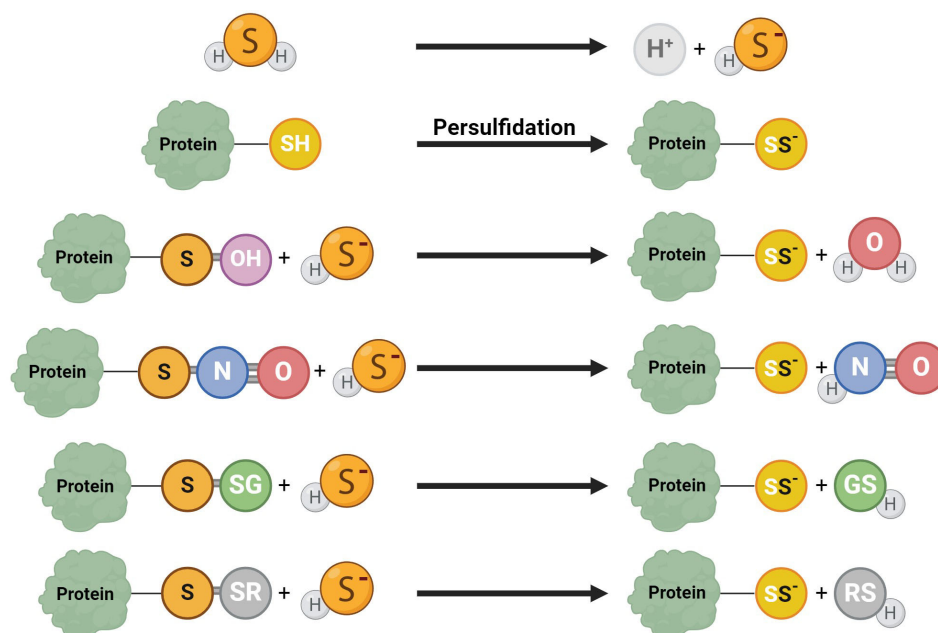 H S H H⁺ + H S⁻
Protein SH Persulfidation Protein SS⁻
Protein S OH + H S⁻ Protein SS⁻ + H O H
Protein S N O + H S⁻ Protein SS⁻ + H N O
Protein S SG + H S⁻ Protein SS⁻ + GS H
Protein S SR + H S⁻ Protein SS⁻ + RS H